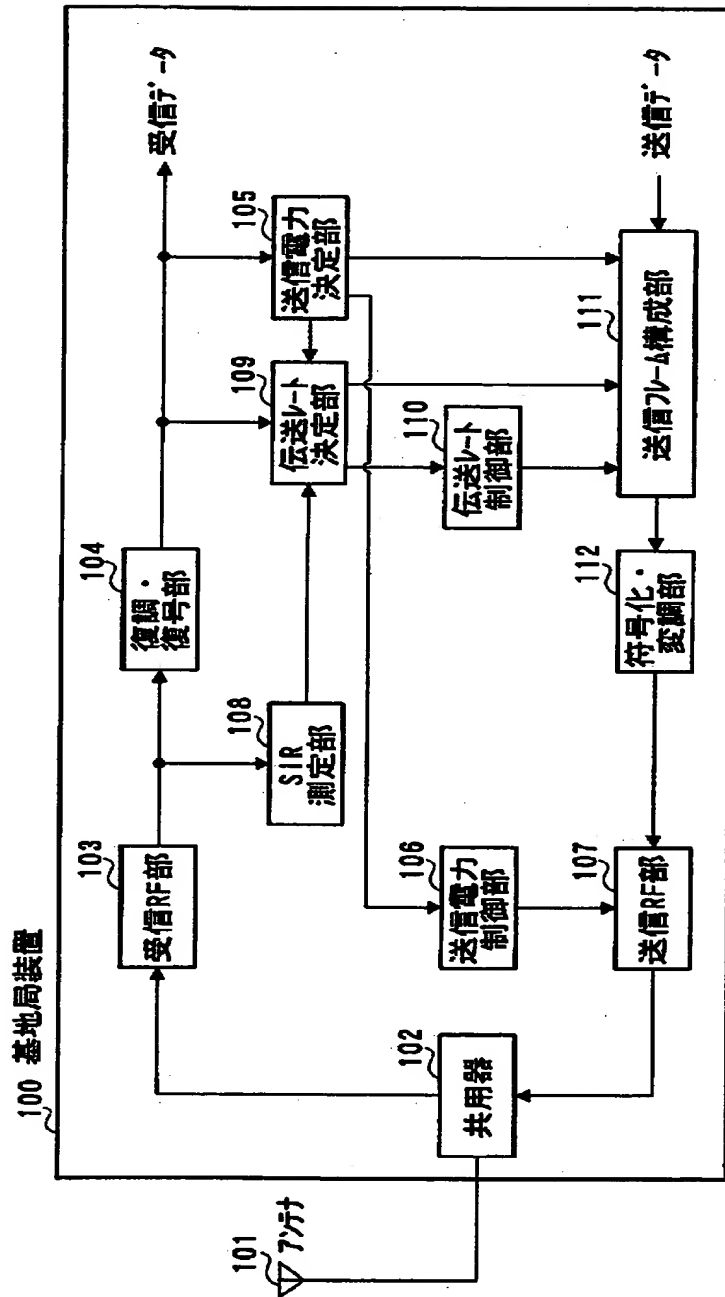 100 基地局装置
101
アンテナ
102
共用器
103
受信RF部
104
復調・
復号部
受信データ
105
送信電力
決定部
108
SIR
測定部
109
伝送レート
決定部
110
伝送レート
制御部
106
送信電力
制御部
107
送信RF部
112
符号化・
変調部
111
送信フレーム構成部
送信データ